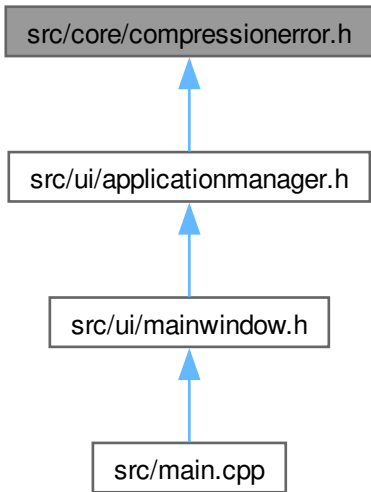 src/core/compressionerror.h
src/ui/applicationmanager.h
src/ui/mainwindow.h
src/main.cpp